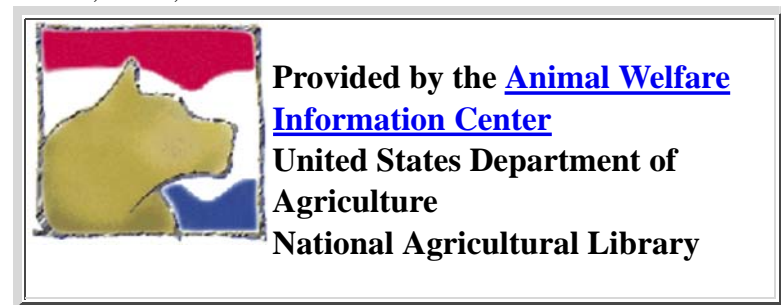 Provided by the Animal Welfare
Information Center
United States Department of
Agriculture
National Agricultural Library